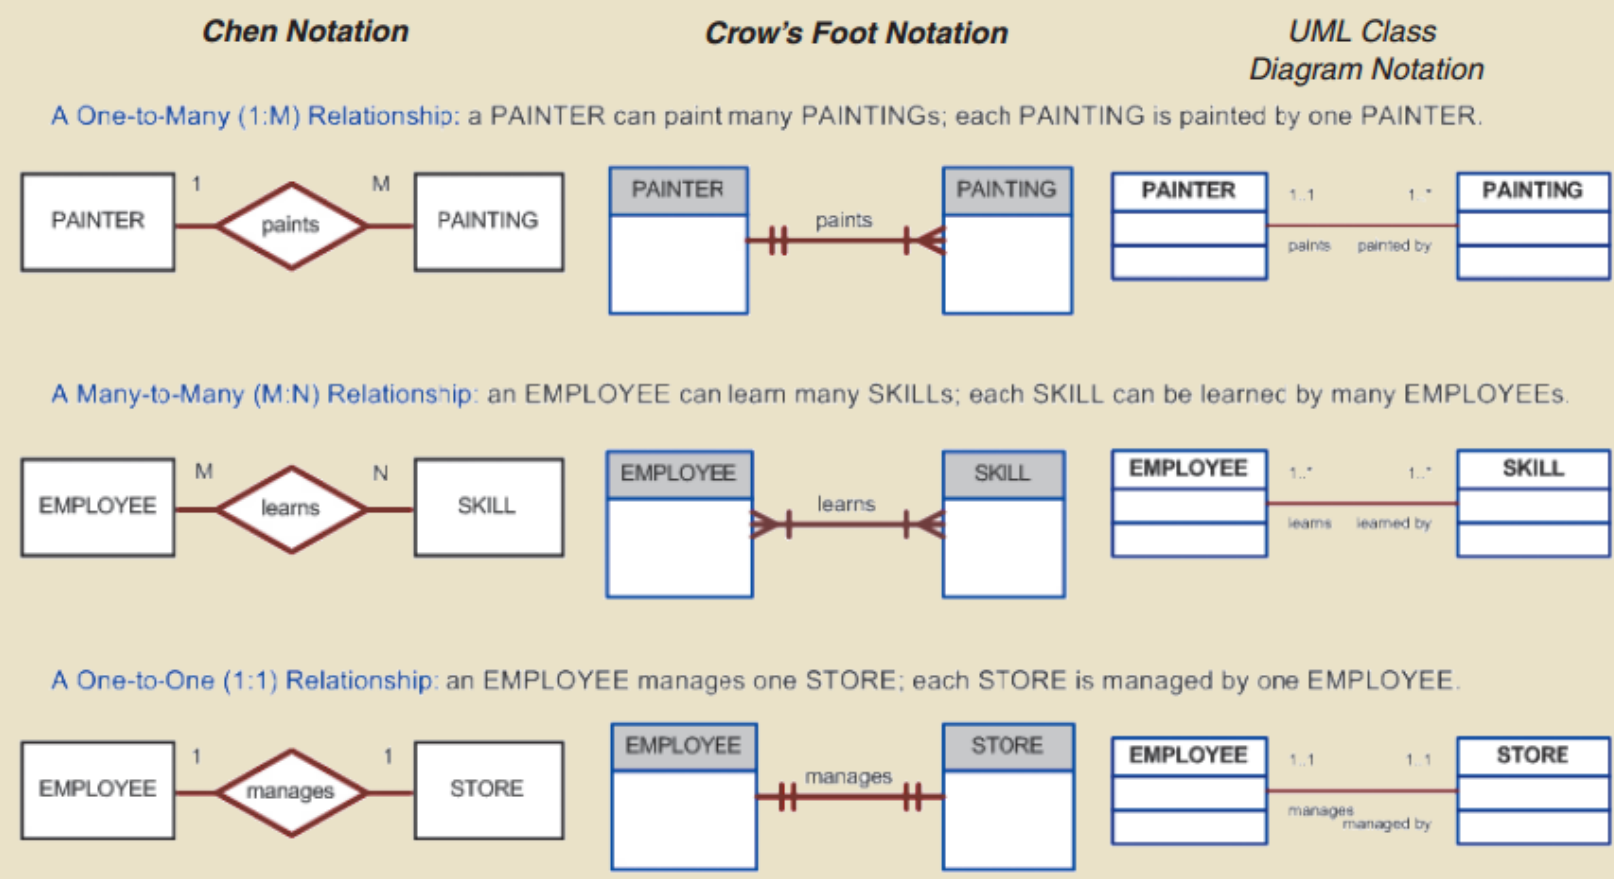 Chen Notation
Crow's Foot Notation
UML Class
Diagram Notation
A One-to-Many (1:M) Relationship: a PAINTER can paint many PAINTINGs; each PAINTING is painted by one PAINTER.
PAINTER
1
paints
M
PAINTING
PAINTER
paints
PAINTING
PAINTER
1..1
1..*
paints
painted by
PAINTING
A Many-to-Many (M:N) Relationship: an EMPLOYEE can learn many SKILLs; each SKILL can be learned by many EMPLOYEEs.
EMPLOYEE
M
learns
N
SKILL
EMPLOYEE
learns
SKILL
EMPLOYEE
1..*
1..*
learns
learned by
SKILL
A One-to-One (1:1) Relationship: an EMPLOYEE manages one STORE; each STORE is managed by one EMPLOYEE.
EMPLOYEE
1
manages
1
STORE
EMPLOYEE
manages
STORE
EMPLOYEE
1..1
1..1
manages
managed by
STORE